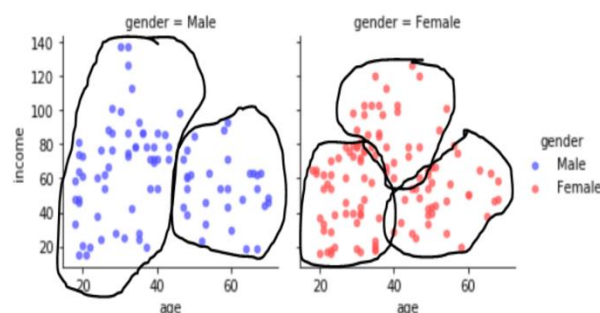 gender = Male
gender = Female
140
120
100
80
60
40
20
income
20 40 60
age
20 40 60
age
gender
Male
Female